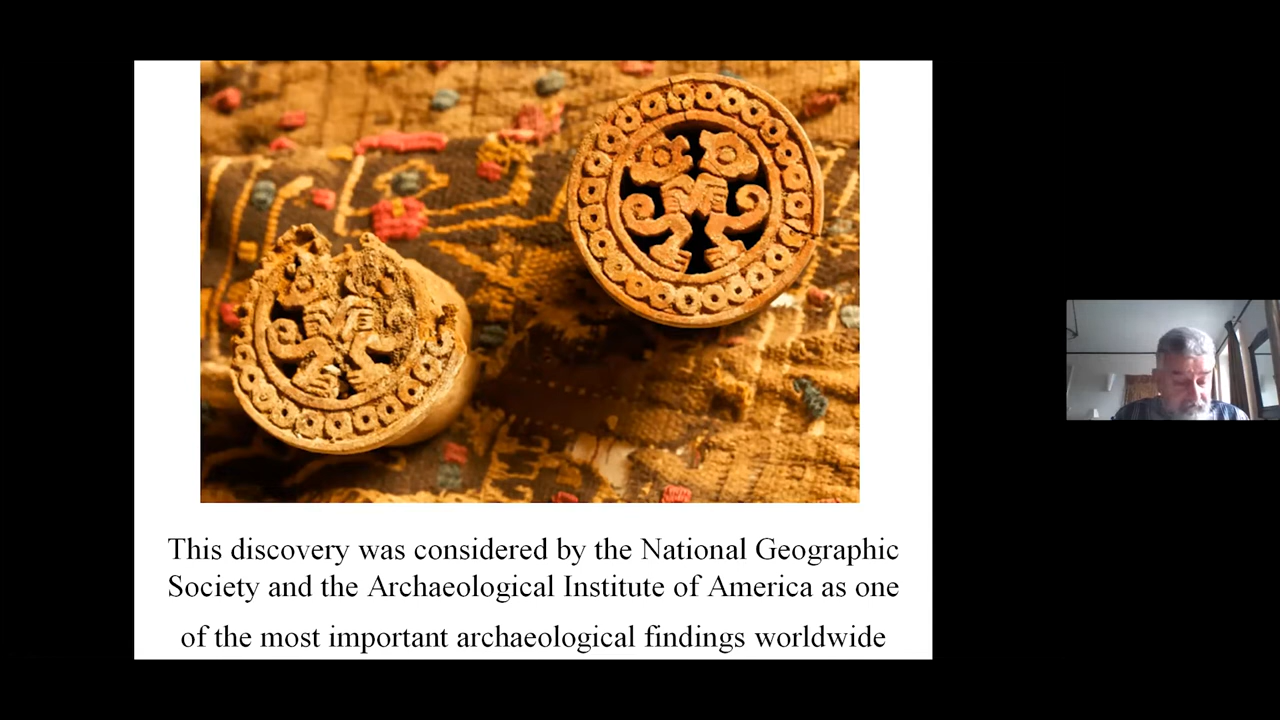 This discovery was considered by the National Geographic
Society and the Archaeological Institute of America as one
of the most important archaeological findings worldwide